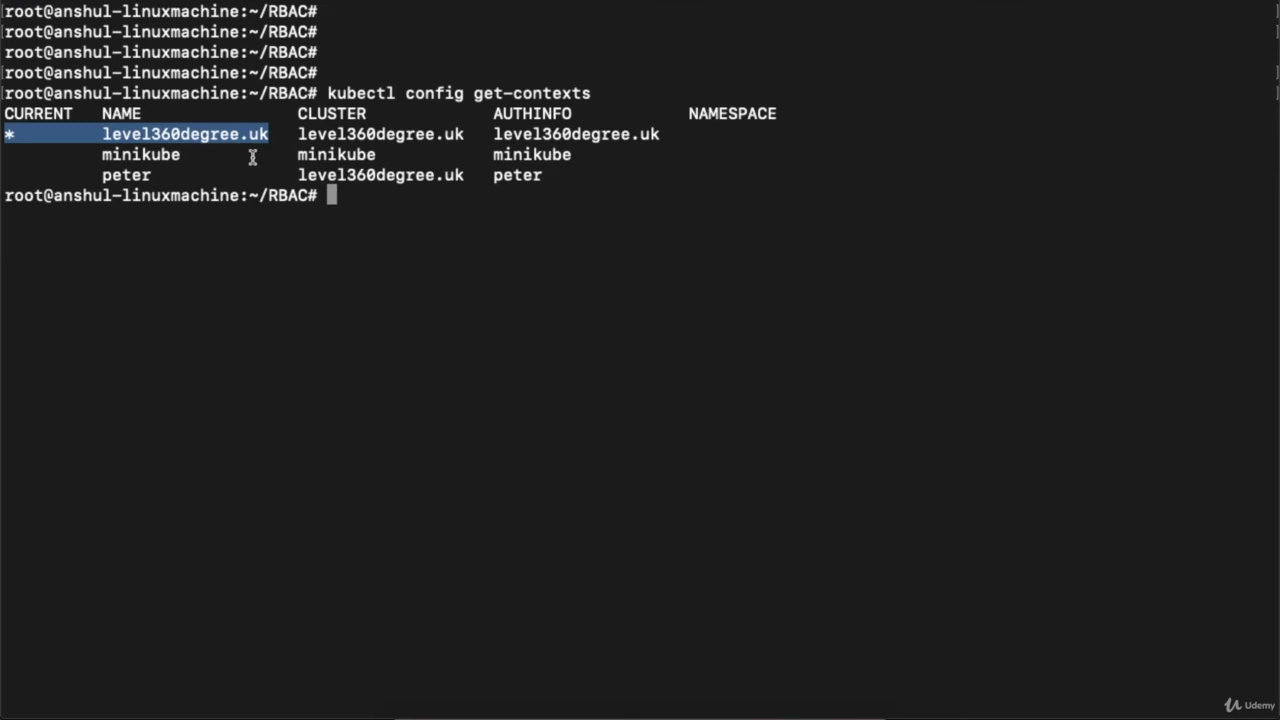 root@anshul-linuxmachine:~/RBAC#
root@anshul-linuxmachine:~/RBAC#
root@anshul-linuxmachine:~/RBAC#
root@anshul-linuxmachine:~/RBAC#
root@anshul-linuxmachine:~/RBAC# kubectl config get-contexts
CURRENT   NAME                CLUSTER             AUTHINFO            NAMESPACE
*         level360degree.uk   level360degree.uk   level360degree.uk
          minikube            minikube            minikube
          peter               level360degree.uk   peter
root@anshul-linuxmachine:~/RBAC#
Udemy